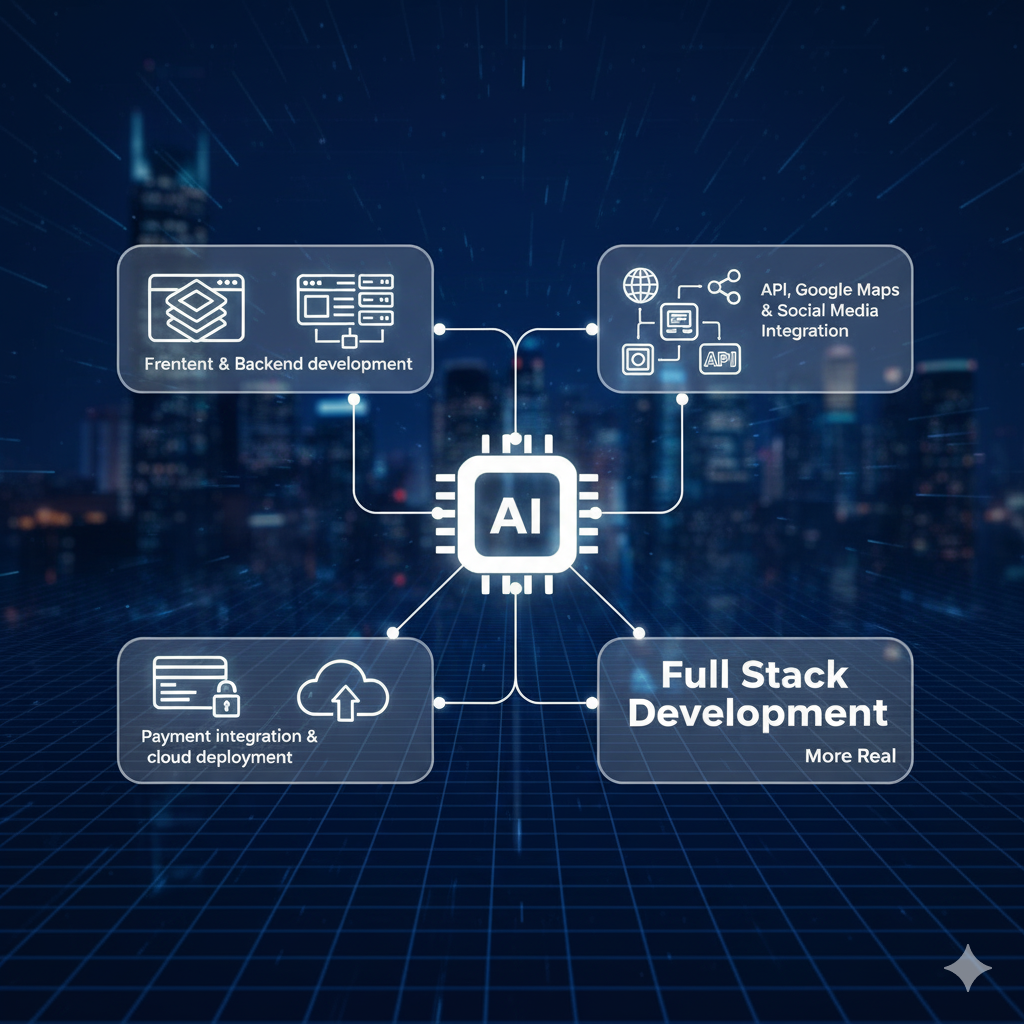 Frentent & Backend development
API, Google Maps
& Social Media
Integration
API
AI
Payment integration &
cloud deployment
Full Stack
Development
More Real